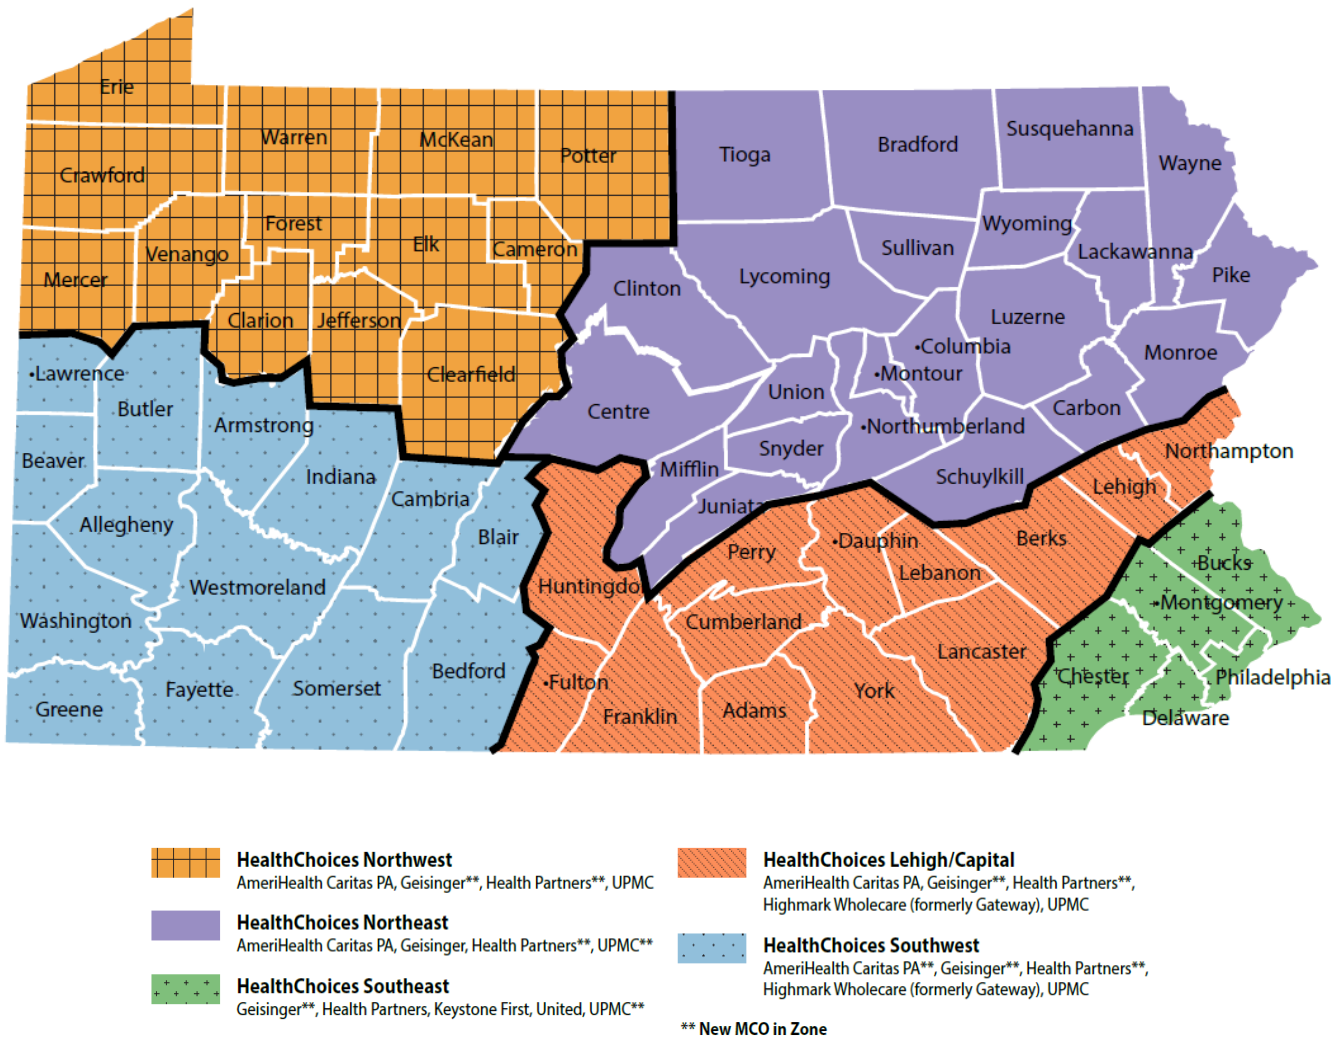 Erie
Warren
McKean
Potter
Tioga
Bradford
Susquehanna
Wayne
Crawford
Forest
Elk
Cameron
Venango
Mercer
Clarion
Jefferson
Clearfield
Clinton
Lycoming
Sullivan
Wyoming
Lackawanna
Pike
Luzerne
•Columbia
Monroe
•Montour
Union
Centre
Carbon
•Northumberland
Snyder
Mifflin
Schuylkill
Juniata
Northampton
Lehigh
•Lawrence
Butler
Armstrong
Beaver
Indiana
Cambria
Allegheny
Blair
Westmoreland
Washington
Bedford
Fayette
Somerset
Greene
Huntingdo
Perry
•Dauphin
Lebanon
Berks
Cumberland
Lancaster
•Fulton
Franklin
Adams
York
Bucks
•Montgomery
Chester
Philadelphia
Delaware
HealthChoices Northwest
AmeriHealth Caritas PA, Geisinger**, Health Partners**, UPMC
HealthChoices Northeast
AmeriHealth Caritas PA, Geisinger, Health Partners**, UPMC**
HealthChoices Southeast
Geisinger**, Health Partners, Keystone First, United, UPMC**
HealthChoices Lehigh/Capital
AmeriHealth Caritas PA, Geisinger**, Health Partners**,
Highmark Wholecare (formerly Gateway), UPMC
HealthChoices Southwest
AmeriHealth Caritas PA**, Geisinger**, Health Partners**,
Highmark Wholecare (formerly Gateway), UPMC
** New MCO in Zone